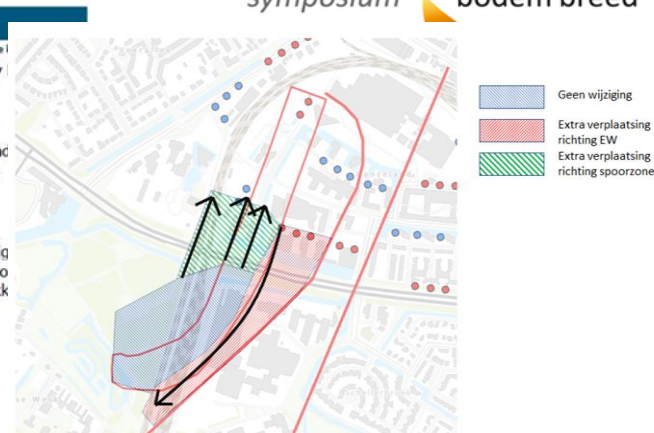 symposium bodem breed
Geen wijziging
Extra verplaatsing
richting EW
Extra verplaatsing
richting spoorzone